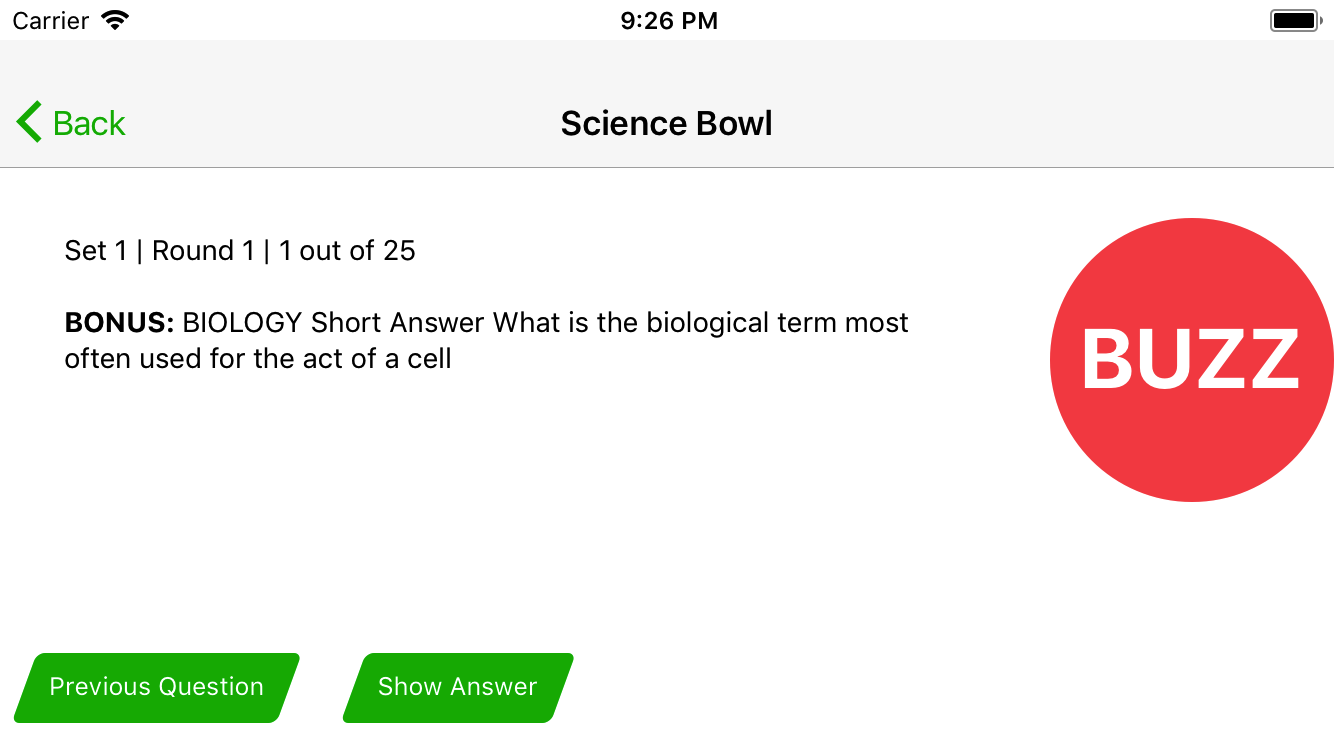 Carrier
9:26 PM
Back
Science Bowl
Set 1 | Round 1 | 1 out of 25
BONUS: BIOLOGY Short Answer What is the biological term most
often used for the act of a cell
BUZZ
Previous Question
Show Answer